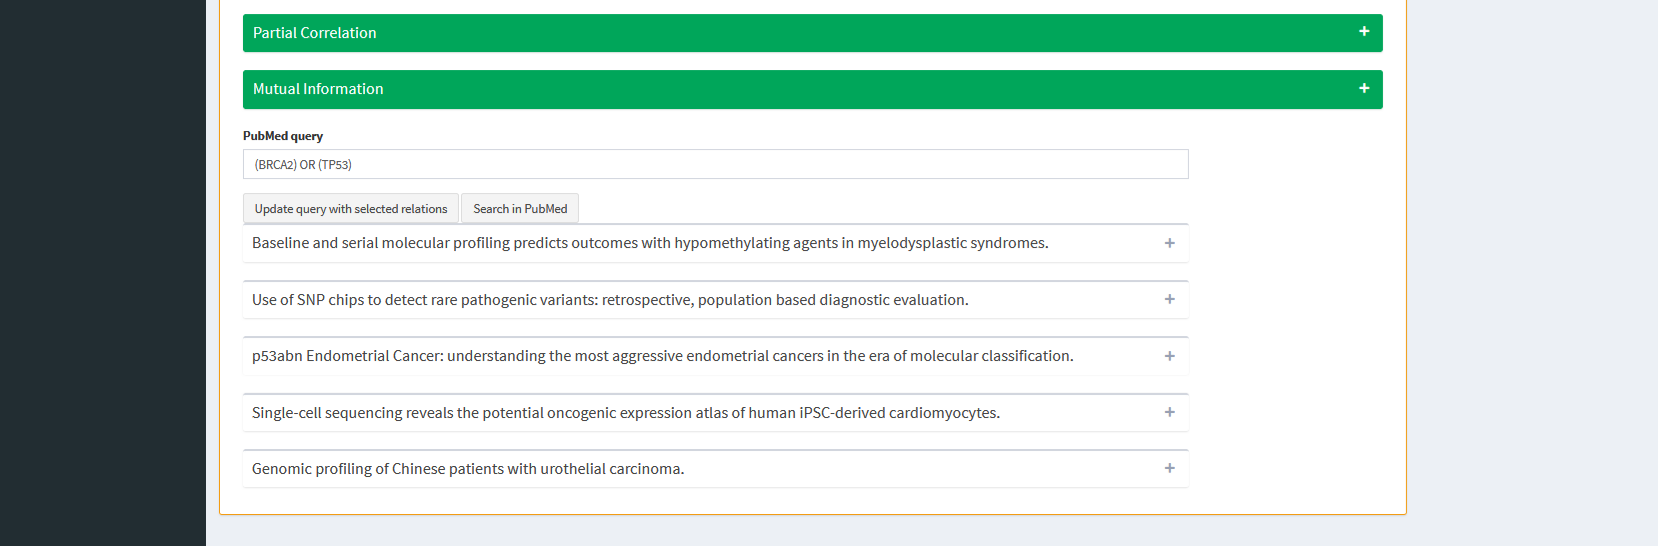 Partial Correlation +
Mutual Information +
PubMed query
(BRCA2) OR (TP53)
Update query with selected relations Search in PubMed
Baseline and serial molecular profiling predicts outcomes with hypomethylating agents in myelodysplastic syndromes. +
Use of SNP chips to detect rare pathogenic variants: retrospective, population based diagnostic evaluation. +
p53abn Endometrial Cancer: understanding the most aggressive endometrial cancers in the era of molecular classification. +
Single-cell sequencing reveals the potential oncogenic expression atlas of human iPSC-derived cardiomyocytes. +
Genomic profiling of Chinese patients with urothelial carcinoma. +